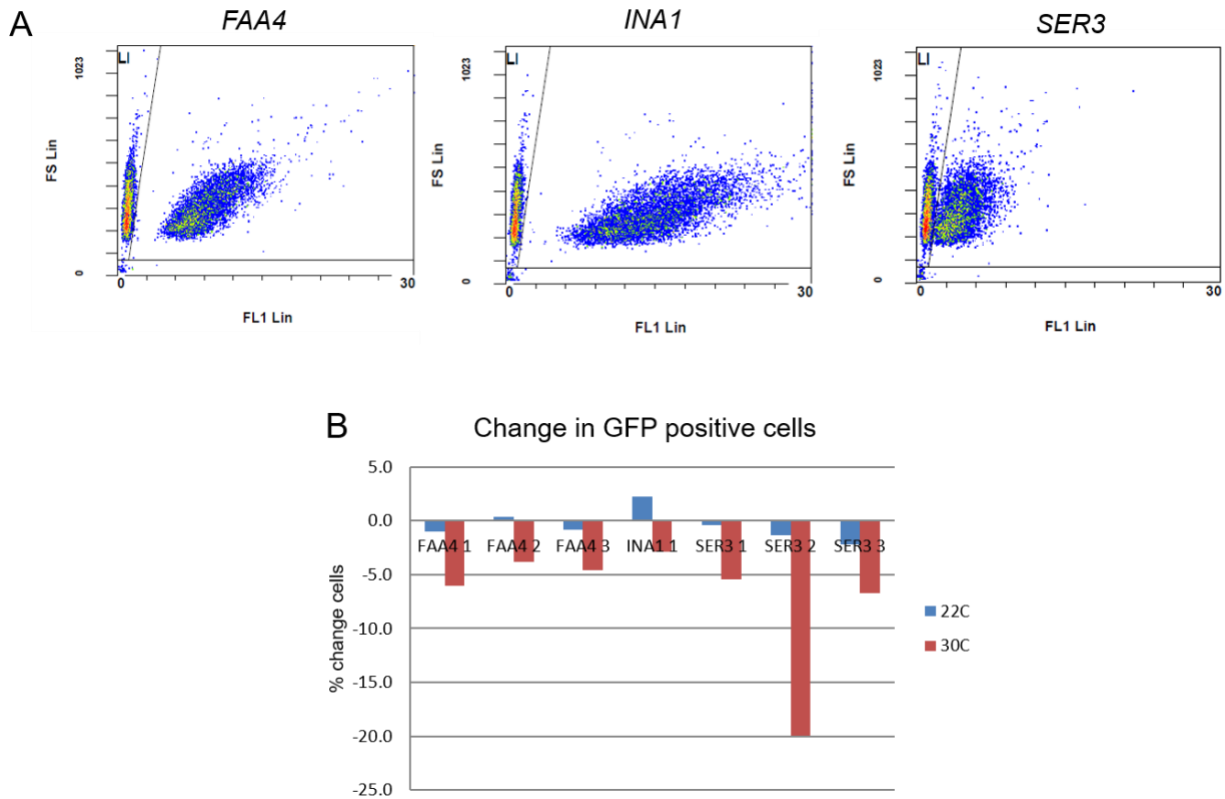 A
FAA4
INA1
SER3
LI
1023
FS Lin
0
0
30
FL1 Lin
LI
1023
FS Lin
0
0
30
FL1 Lin
LI
1023
FS Lin
0
0
30
FL1 Lin
B
Change in GFP positive cells
% change cells
5.0
0.0
-5.0
-10.0
-15.0
-20.0
-25.0
FAA4 1
FAA4 2
FAA4 3
INA1 1
SER3 1
SER3 2
SER3 3
22C
30C